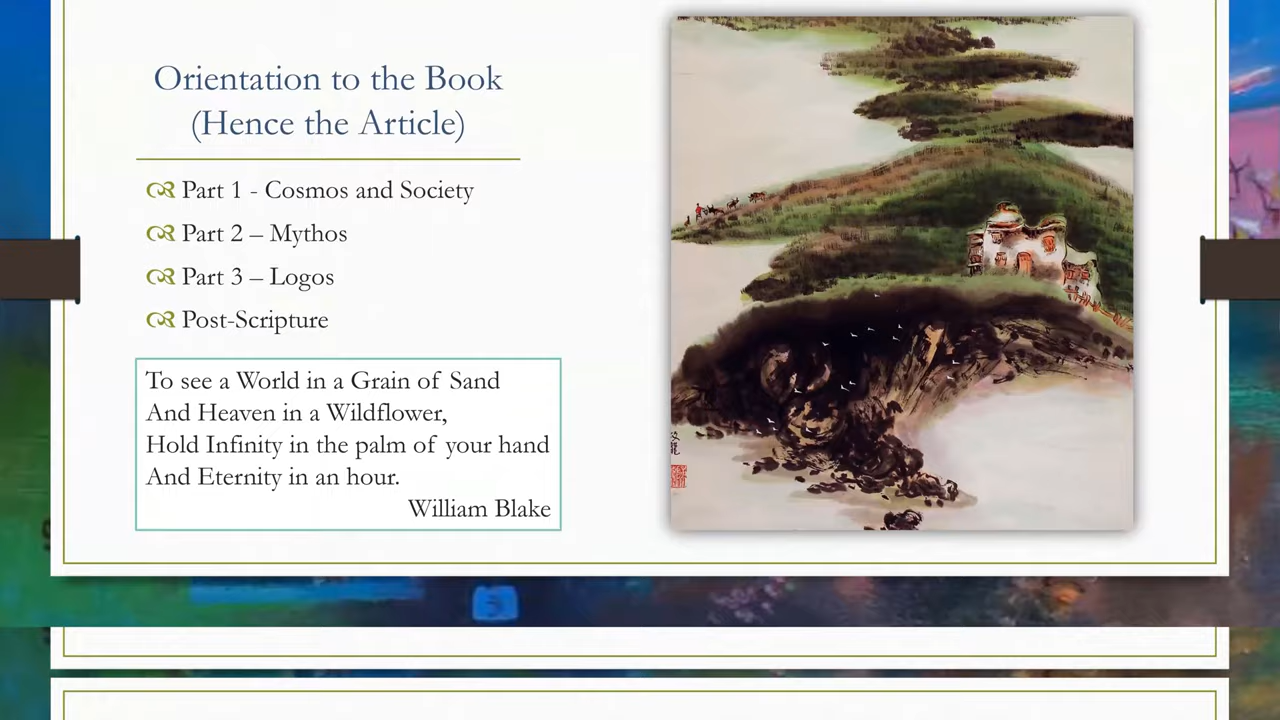 Orientation to the Book
(Hence the Article)
Part 1 - Cosmos and Society
Part 2 – Mythos
Part 3 – Logos
Post-Scripture
To see a World in a Grain of Sand
And Heaven in a Wildflower,
Hold Infinity in the palm of your hand
And Eternity in an hour.
William Blake
3